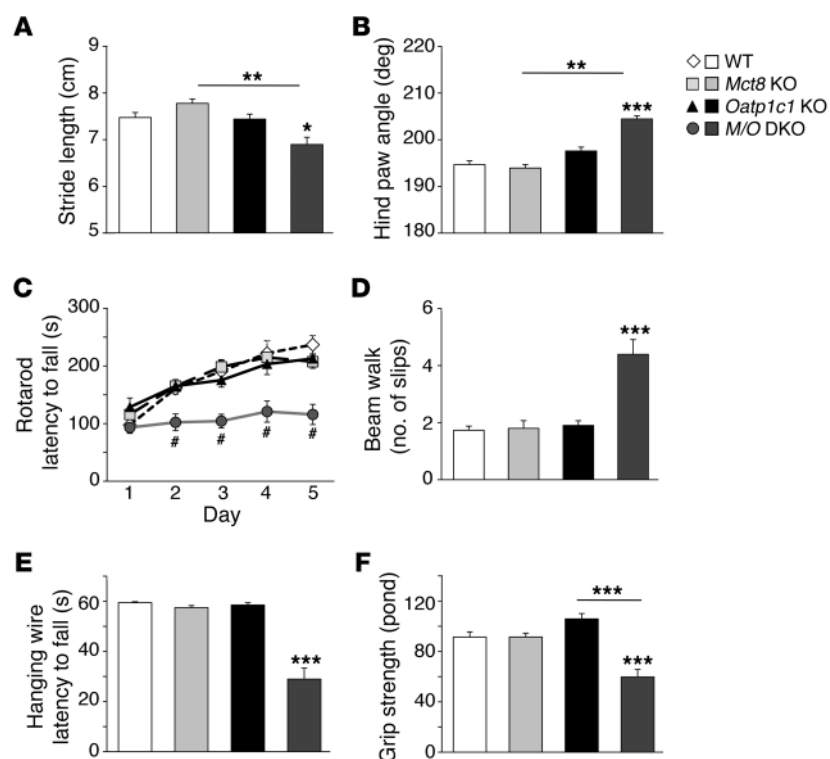 A
Stride length (cm)
9
8
7
6
5
**
*
B
Hind paw angle (deg)
220
210
200
190
180
**
***
WT
Mct8 KO
Oatp1c1 KO
M/O DKO
C
Rotarod
latency to fall (s)
300
200
100
0
# # # #
1 2 3 4 5
Day
D
Beam walk
(no. of slips)
6
4
2
0
***
E
Hanging wire
latency to fall (s)
60
30
0
***
F
Grip strength (pond)
120
80
40
0
***
***